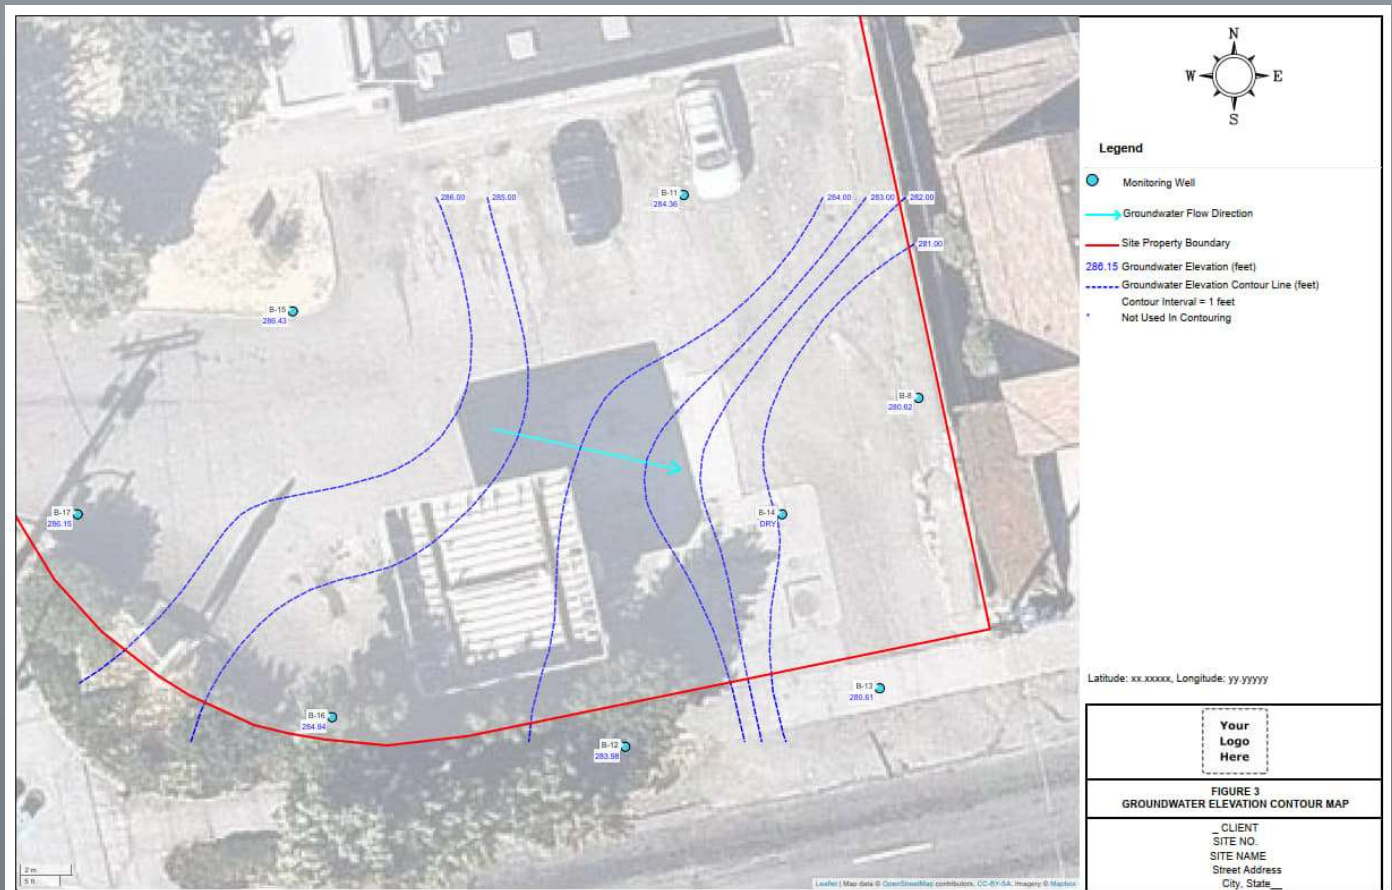 N
W E
S
Legend
Monitoring Well
Groundwater Flow Direction
Site Property Boundary
286.15 Groundwater Elevation (feet)
Groundwater Elevation Contour Line (feet)
Contour Interval = 1 feet
* Not Used In Contouring
286.00
285.00
B-11
284.36
284.00
283.00
282.00
281.00
B-15
286.43
B-8
280.62
B-17
286.15
B-14
DRY
B-13
280.61
B-16
284.94
B-12
283.98
2 m
5 ft
Leaflet | Map data © OpenStreetMap contributors, CC-BY-SA, Imagery © Mapbox
Latitude: xx.xxxxx, Longitude: yy.yyyyy
Your
Logo
Here
FIGURE 3
GROUNDWATER ELEVATION CONTOUR MAP
_ CLIENT
SITE NO.
SITE NAME
Street Address
City, State__